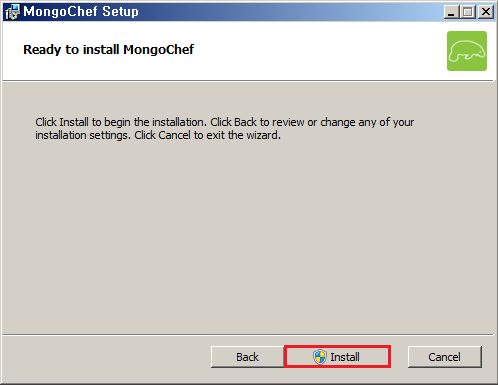 MongoChef Setup
Ready to install MongoChef
Click Install to begin the installation. Click Back to review or change any of your
installation settings. Click Cancel to exit the wizard.
Back Install Cancel